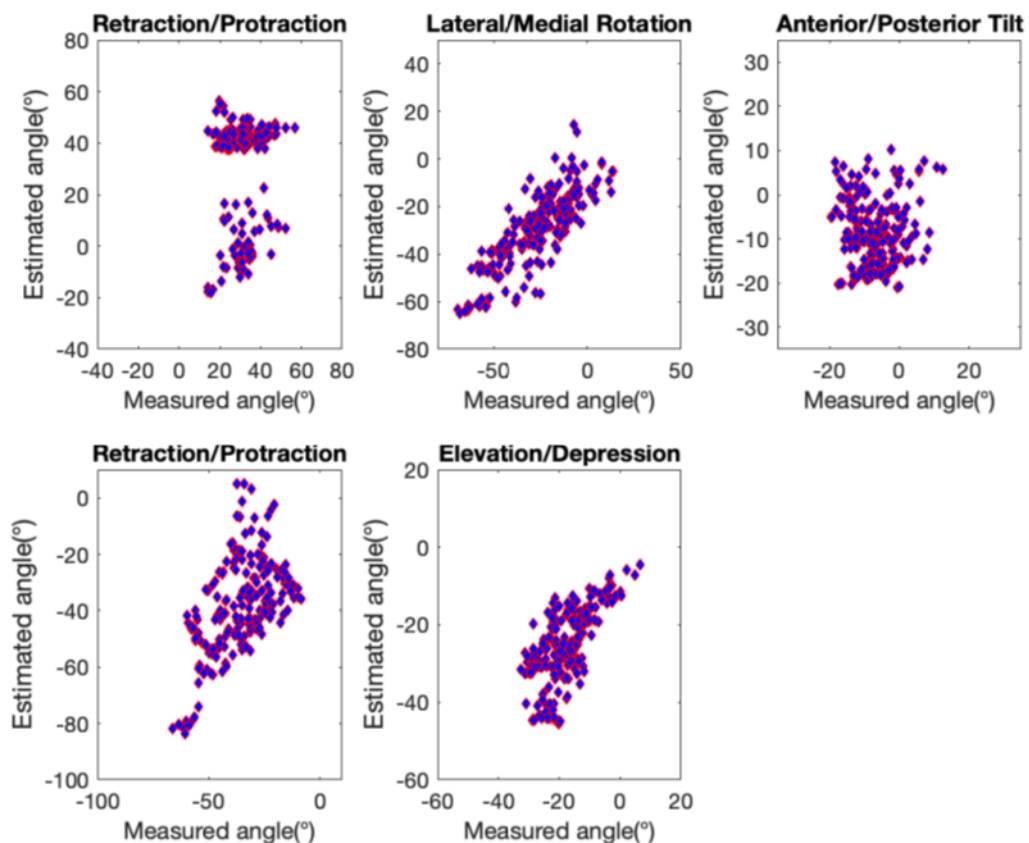 Retraction/Protraction
Lateral/Medial Rotation
Anterior/Posterior Tilt
80
60
40
20
0
-20
-40
Estimated angle(°)
-40 -20 0 20 40 60 80
Measured angle(°)
40
20
0
-20
-40
-60
-80
Estimated angle(°)
-50 0 50
Measured angle(°)
30
20
10
0
-10
-20
-30
Estimated angle(°)
-20 0 20
Measured angle(°)
Retraction/Protraction
Elevation/Depression
0
-20
-40
-60
-80
-100
Estimated angle(°)
-100 -50 0
Measured angle(°)
20
0
-20
-40
-60
Estimated angle(°)
-60 -40 -20 0 20
Measured angle(°)